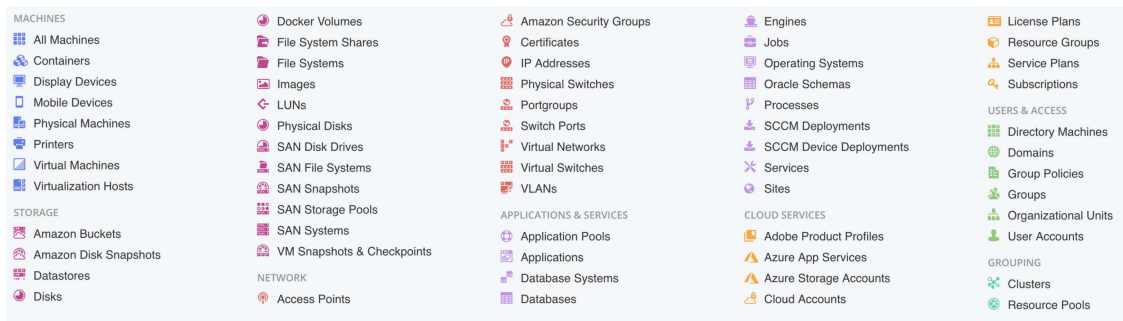 MACHINES
All Machines
Containers
Display Devices
Mobile Devices
Physical Machines
Printers
Virtual Machines
Virtualization Hosts
STORAGE
Amazon Buckets
Amazon Disk Snapshots
Datastores
Disks
Docker Volumes
File System Shares
File Systems
Images
LUNs
Physical Disks
SAN Disk Drives
SAN File Systems
SAN Snapshots
SAN Storage Pools
SAN Systems
VM Snapshots & Checkpoints
NETWORK
Access Points
Amazon Security Groups
Certificates
IP Addresses
Physical Switches
Portgroups
Switch Ports
Virtual Networks
Virtual Switches
VLANs
APPLICATIONS & SERVICES
Application Pools
Applications
Database Systems
Databases
Engines
Jobs
Operating Systems
Oracle Schemas
Processes
SCCM Deployments
SCCM Device Deployments
Services
Sites
CLOUD SERVICES
Adobe Product Profiles
Azure App Services
Azure Storage Accounts
Cloud Accounts
License Plans
Resource Groups
Service Plans
Subscriptions
USERS & ACCESS
Directory Machines
Domains
Group Policies
Groups
Organizational Units
User Accounts
GROUPING
Clusters
Resource Pools